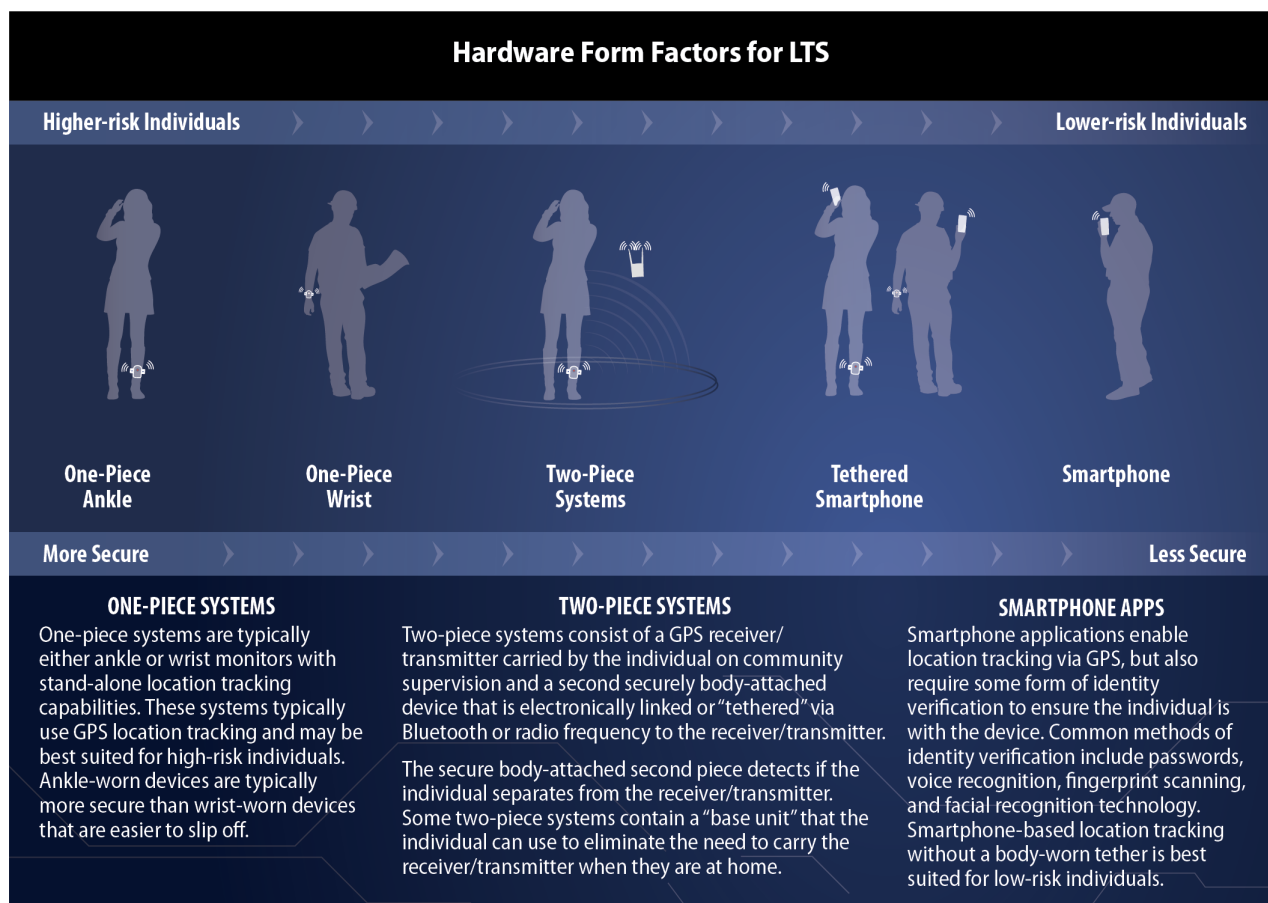 Hardware Form Factors for LTS
Higher-risk Individuals
Lower-risk Individuals
One-Piece
Ankle
One-Piece
Wrist
Two-Piece
Systems
Tethered
Smartphone
Smartphone
More Secure
Less Secure
ONE-PIECE SYSTEMS
One-piece systems are typically
either ankle or wrist monitors with
stand-alone location tracking
capabilities. These systems typically
use GPS location tracking and may be
best suited for high-risk individuals.
Ankle-worn devices are typically
more secure than wrist-worn devices
that are easier to slip off.
TWO-PIECE SYSTEMS
Two-piece systems consist of a GPS receiver/
transmitter carried by the individual on community
supervision and a second securely body-attached
device that is electronically linked or “tethered” via
Bluetooth or radio frequency to the receiver/transmitter.
The secure body-attached second piece detects if the
individual separates from the receiver/transmitter.
Some two-piece systems contain a “base unit” that the
individual can use to eliminate the need to carry the
receiver/transmitter when they are at home.
SMARTPHONE APPS
Smartphone applications enable
location tracking via GPS, but also
require some form of identity
verification to ensure the individual is
with the device. Common methods of
identity verification include passwords,
voice recognition, fingerprint scanning,
and facial recognition technology.
Smartphone-based location tracking
without a body-worn tether is best
suited for low-risk individuals.